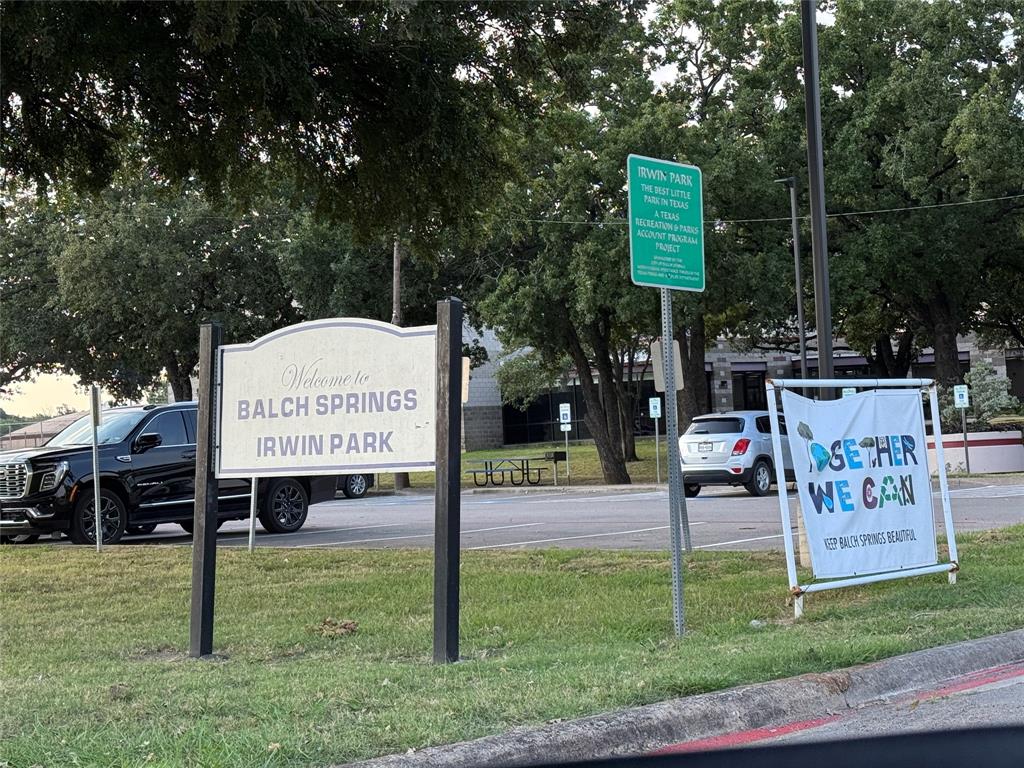 Welcome to
BALCH SPRINGS
IRWIN PARK
IRWIN PARK
THE BEST LITTLE
PARK IN TEXAS
A TEXAS
RECREATION & PARKS
ACCOUNT PROGRAM
PROJECT
TOGETHER
WE CAN
KEEP BALCH SPRINGS BEAUTIFUL